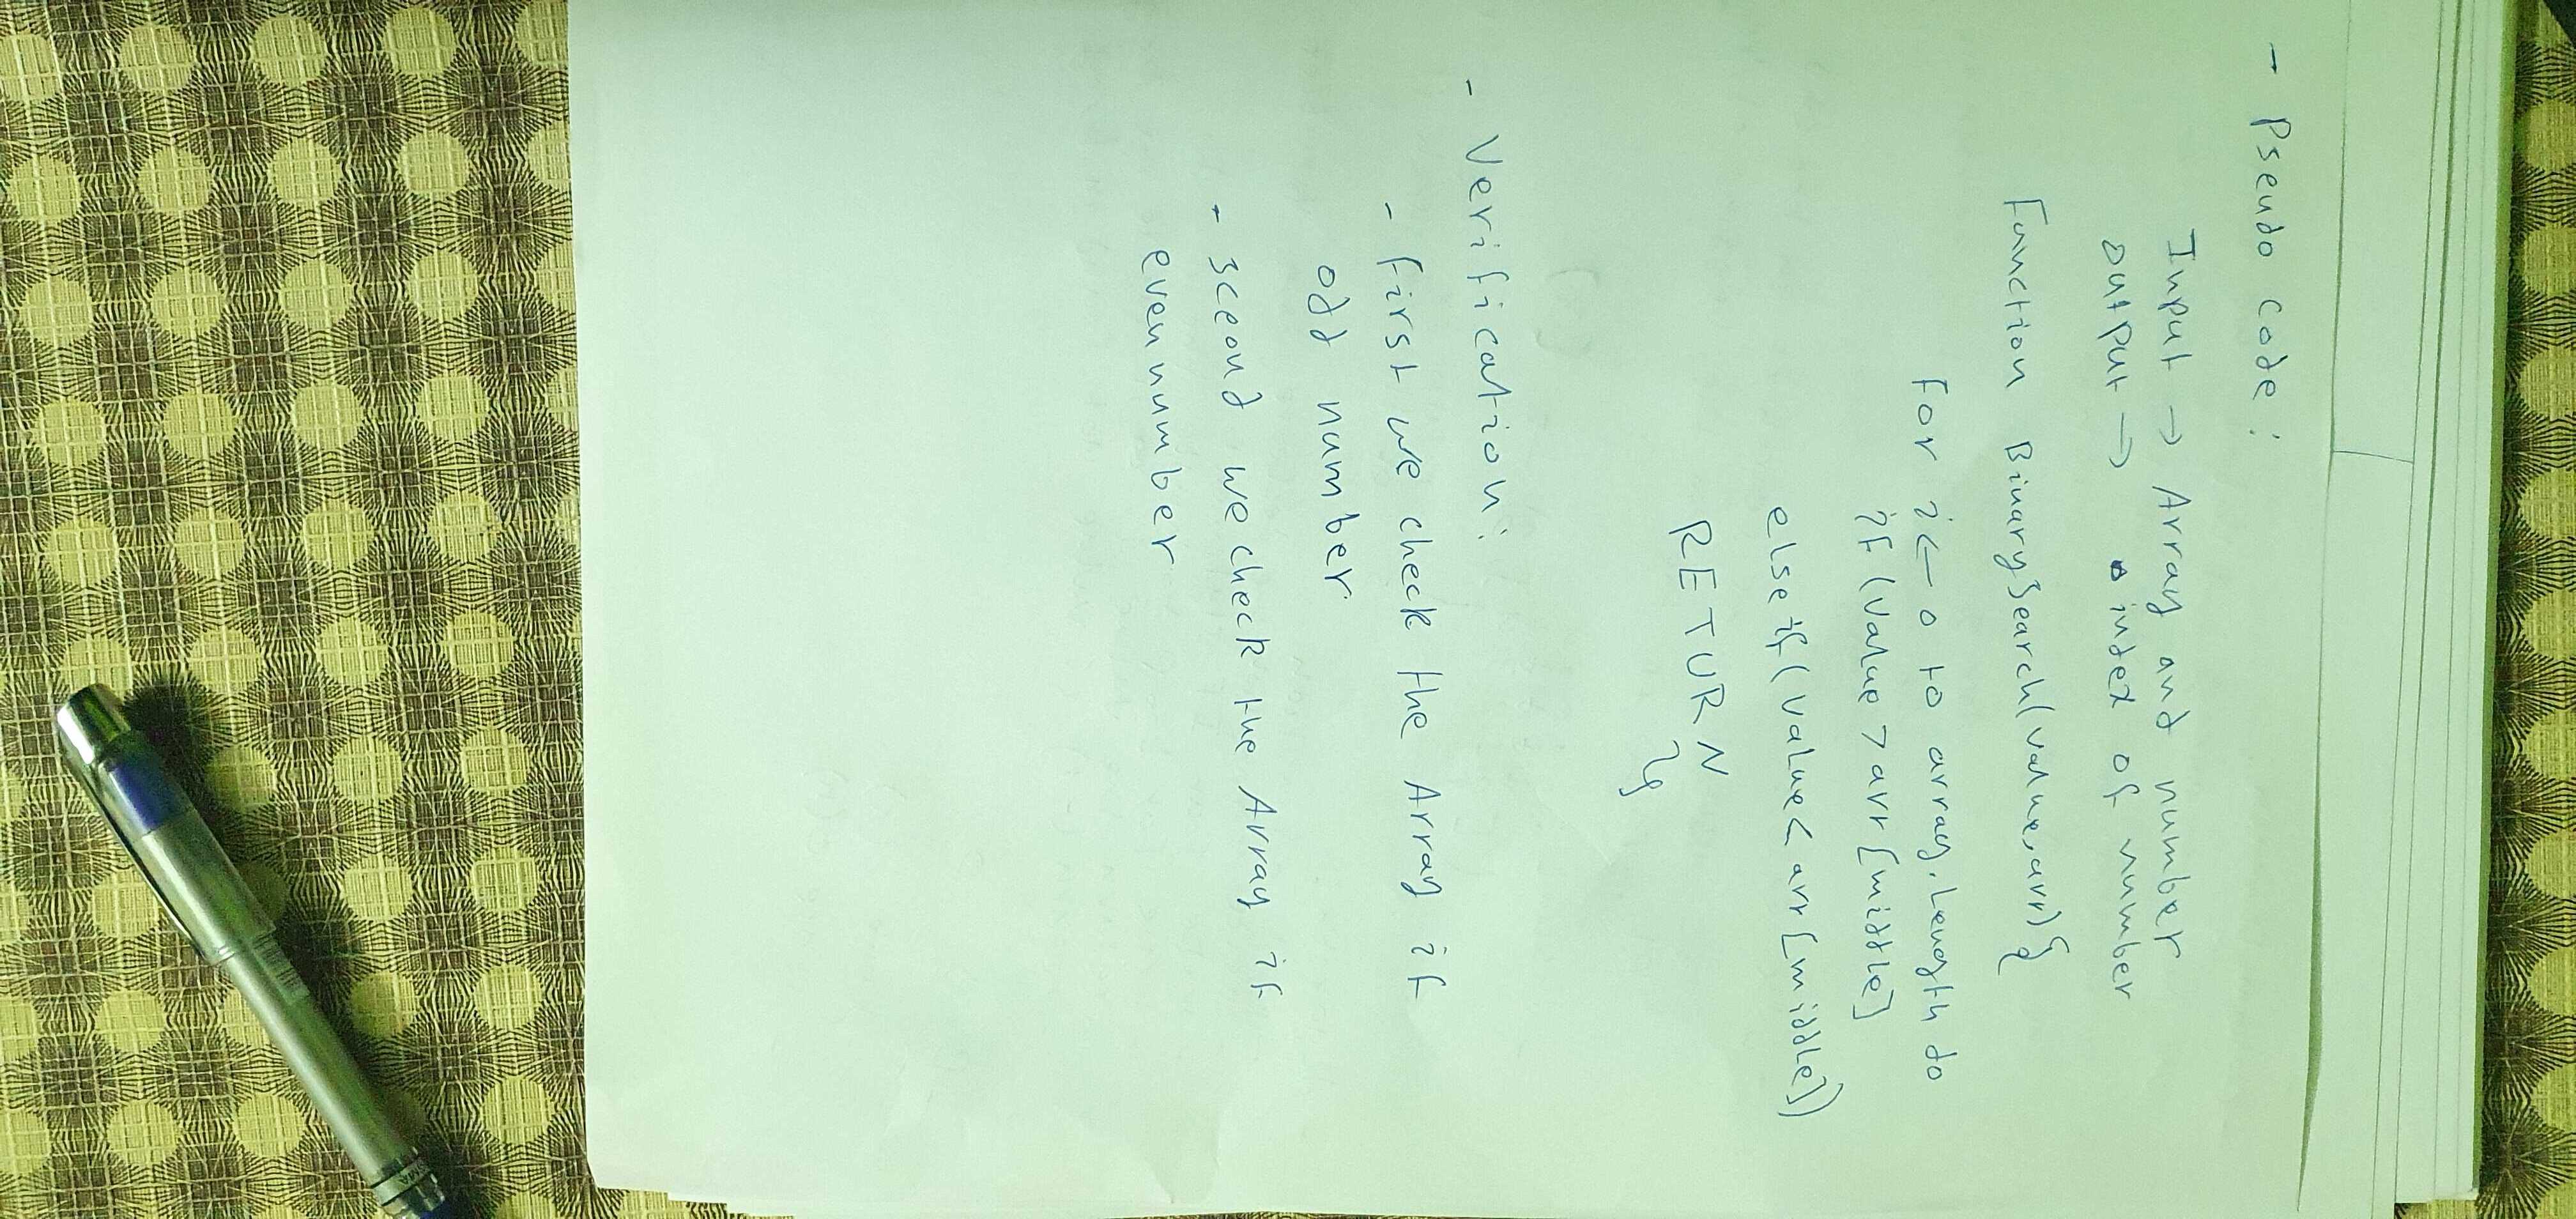 - Pseudo code:
Input → Array and number
output → index of number
Function BinarySearch(value,arr){
For i ← 0 to array.Length do
if (value > arr[middle]
else if (value < arr[middle])
RETURN
}
- Verification:
- first we check the Array if
odd number
- sceond we check the Array if
even number